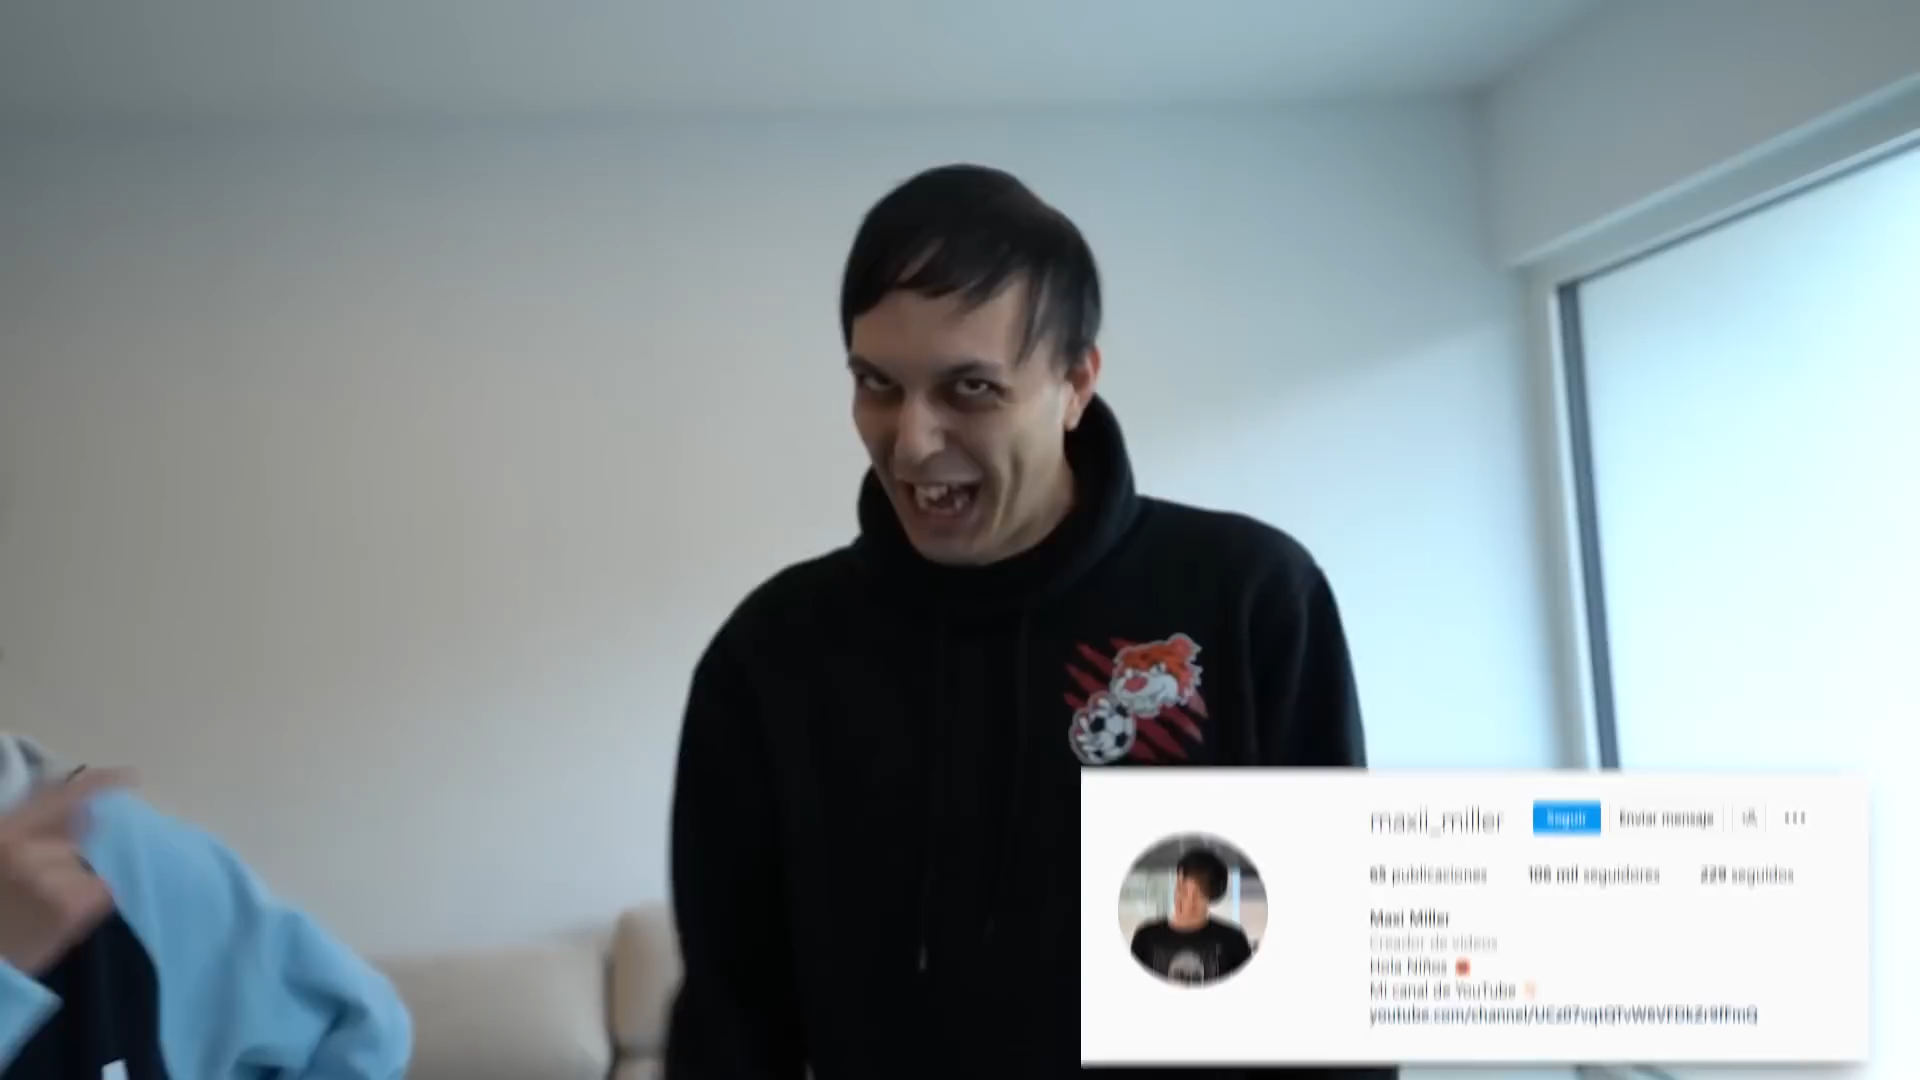 maxii_miller Seguir Enviar mensaje
65 publicaciones 106 mil seguidores 229 seguidos
Maxi Miller
Creador de videos
Hola Niños
Mi canal de YouTube